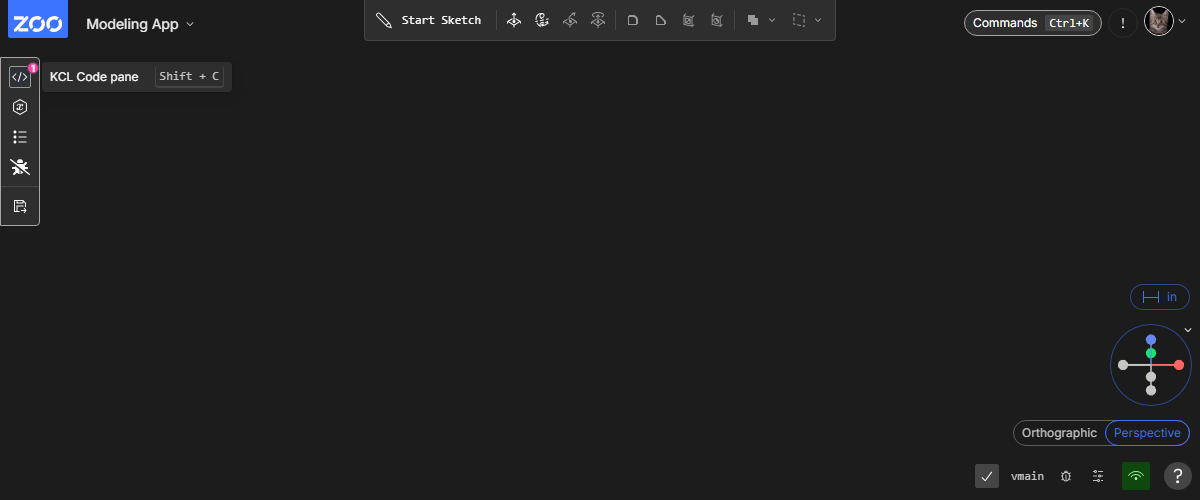 ZOO Modeling App Start Sketch Commands Ctrl+K !
</> 1 KCL Code pane Shift + C
x
in
Orthographic Perspective
vmain ?